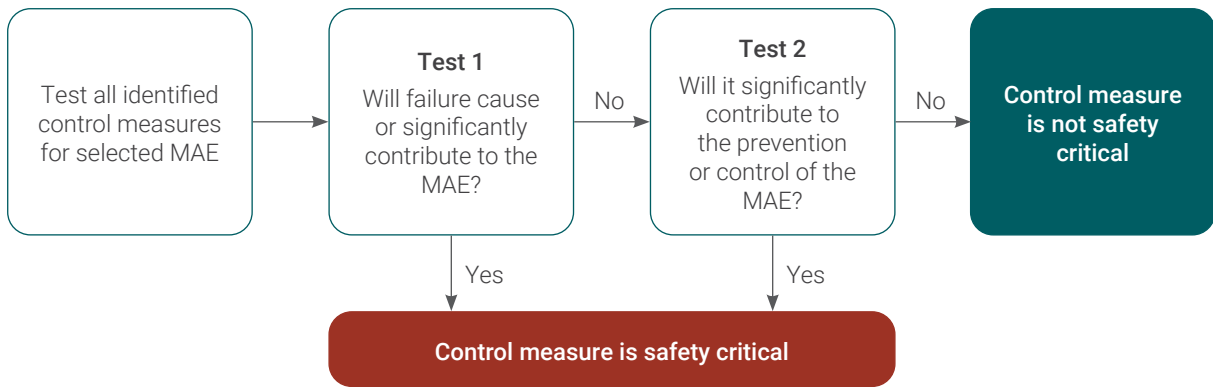 Test all identified
control measures
for selected MAE
Test 1
Will failure cause
or significantly
contribute to the
MAE?
No
Test 2
Will it significantly
contribute to
the prevention
or control of the
MAE?
No
Control measure
is not safety
critical
Yes
Yes
Control measure is safety critical